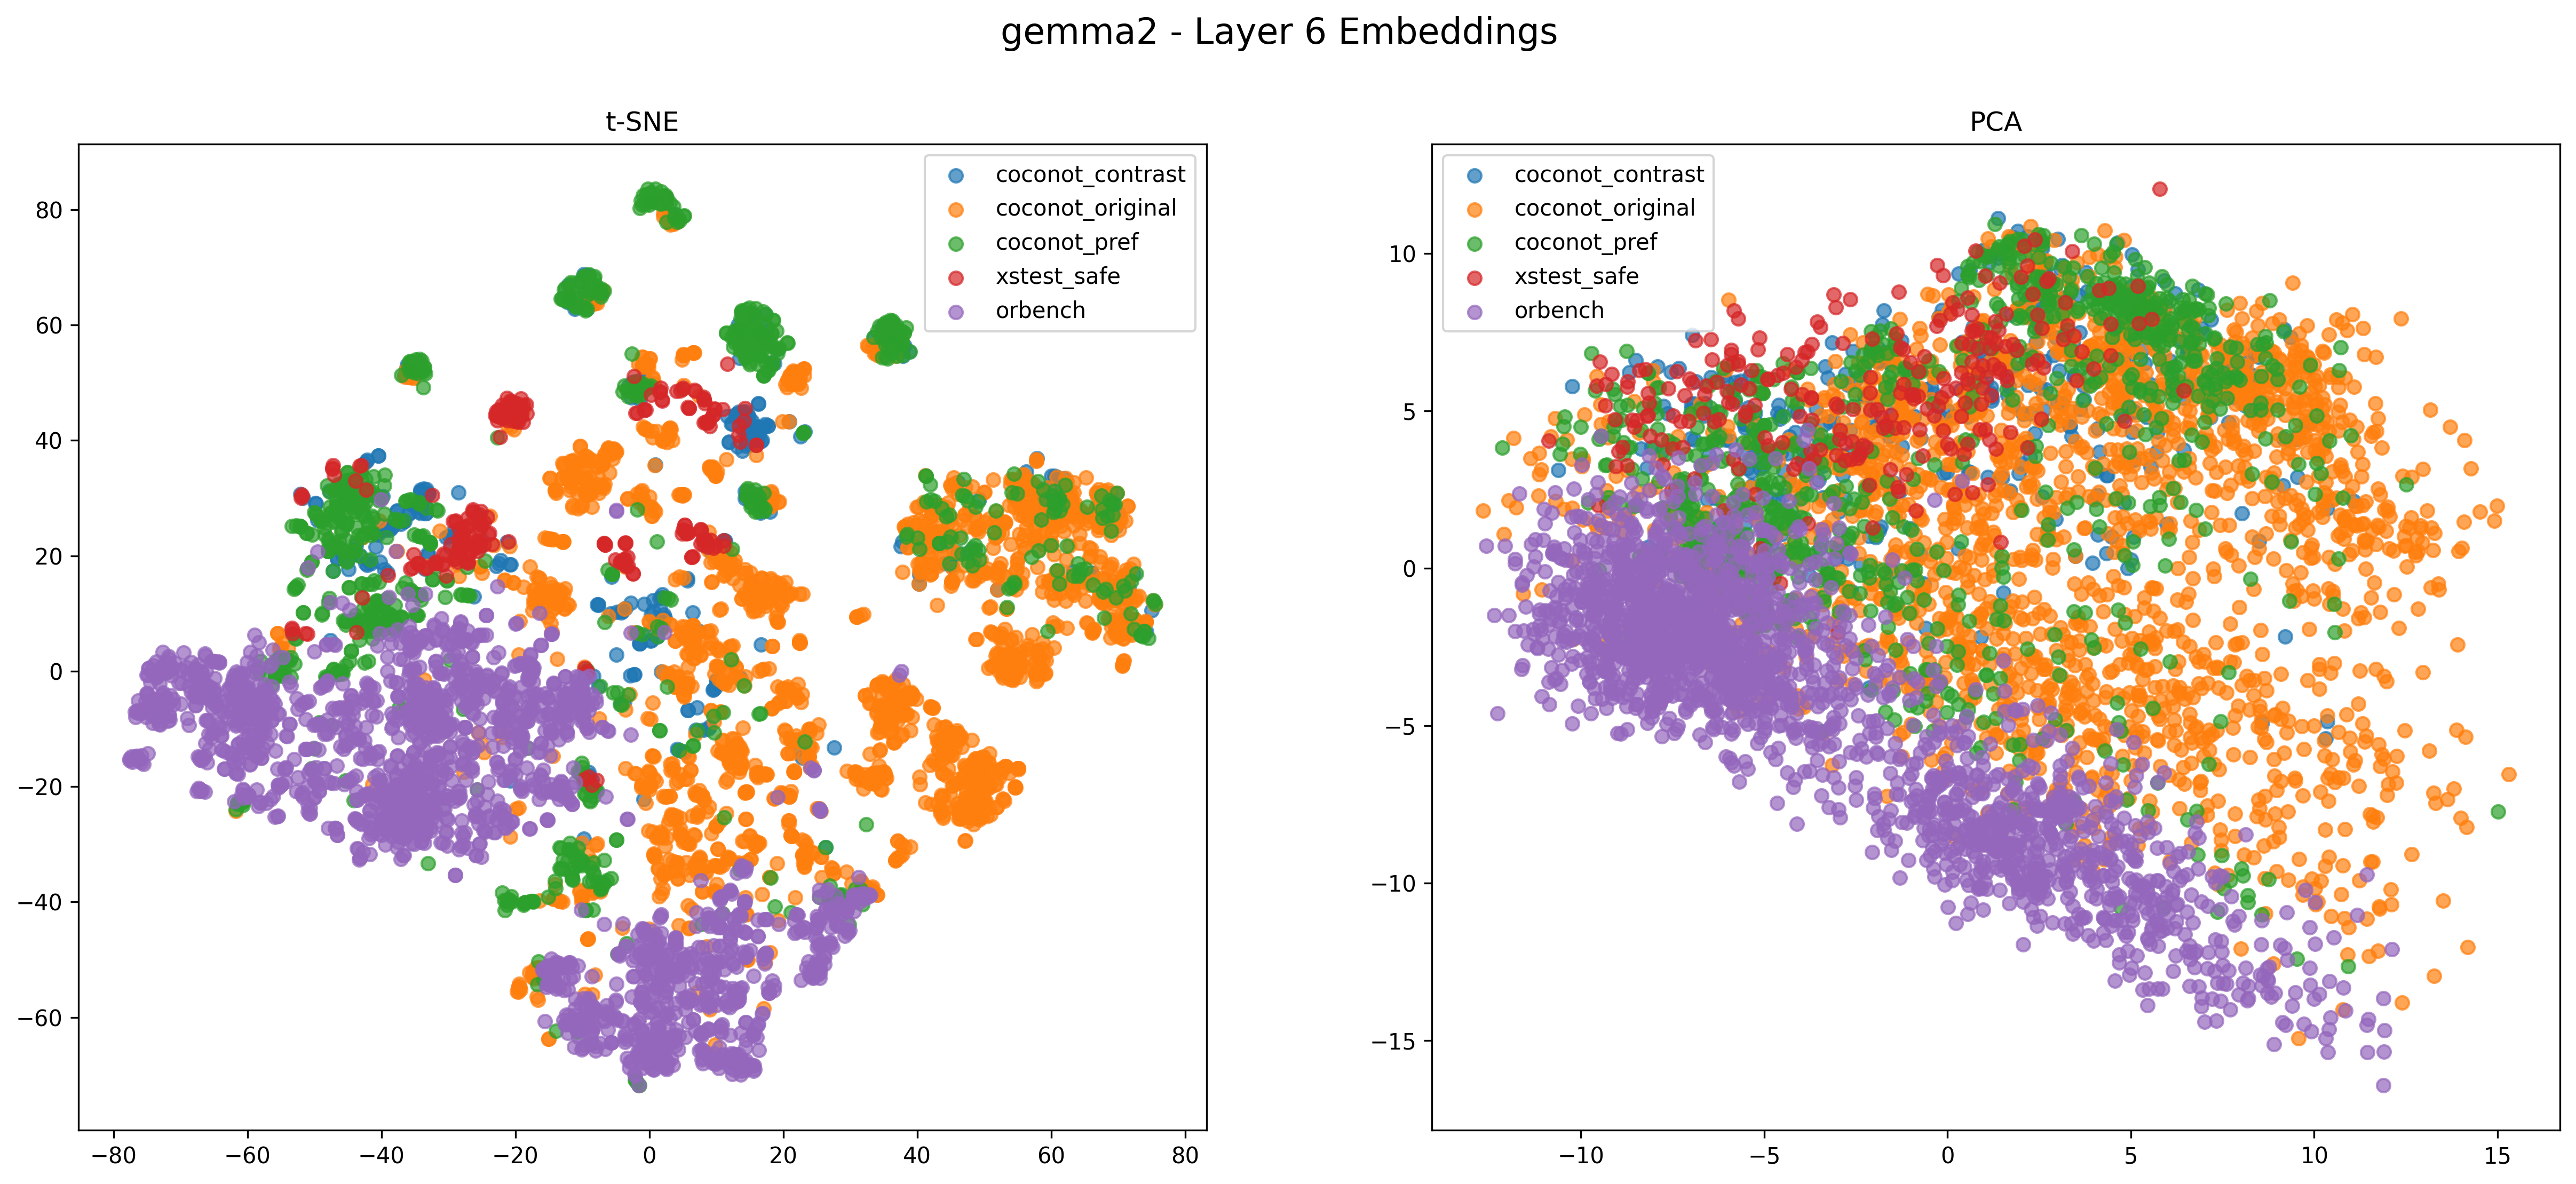 gemma2 - Layer 6 Embeddings
t-SNE
coconot_contrast
coconot_original
coconot_pref
xstest_safe
orbench
80
60
40
20
0
−20
−40
−60
−80 −60 −40 −20 0 20 40 60 80
PCA
coconot_contrast
coconot_original
coconot_pref
xstest_safe
orbench
10
5
0
−5
−10
−15
−10 −5 0 5 10 15